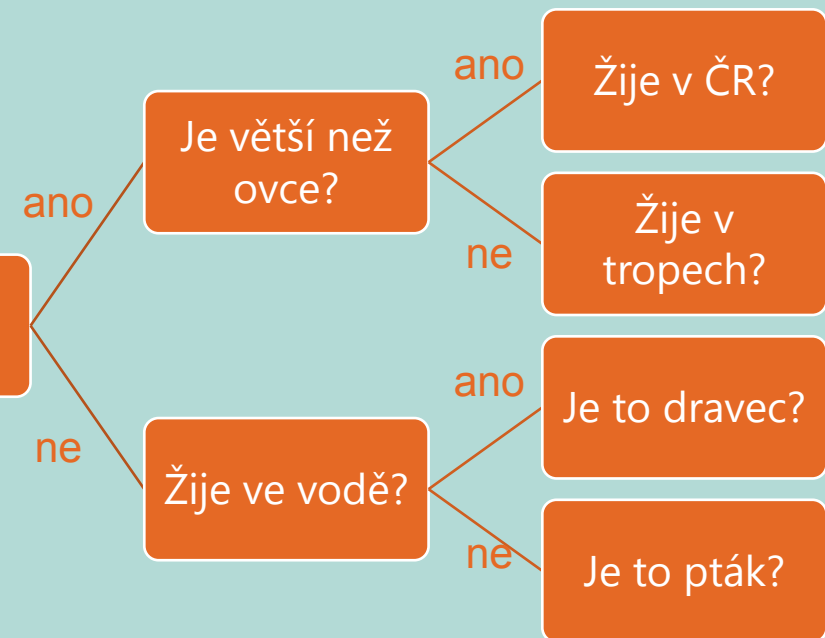 ano
Žije v ČR?
Je větší než
ovce?
ano
ne
Žije v
tropech?
ano
Je to dravec?
ne
Žije ve vodě?
ne
Je to pták?